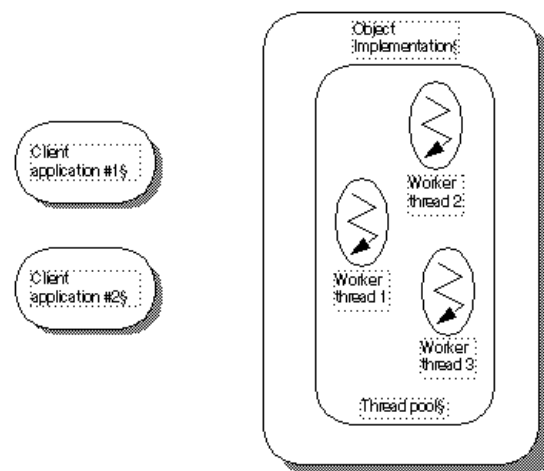 Object
Implementation§
Client
application #1§
Client
application #2§
Worker
thread 2
Worker
thread 1
Worker
thread 3
Thread pool§